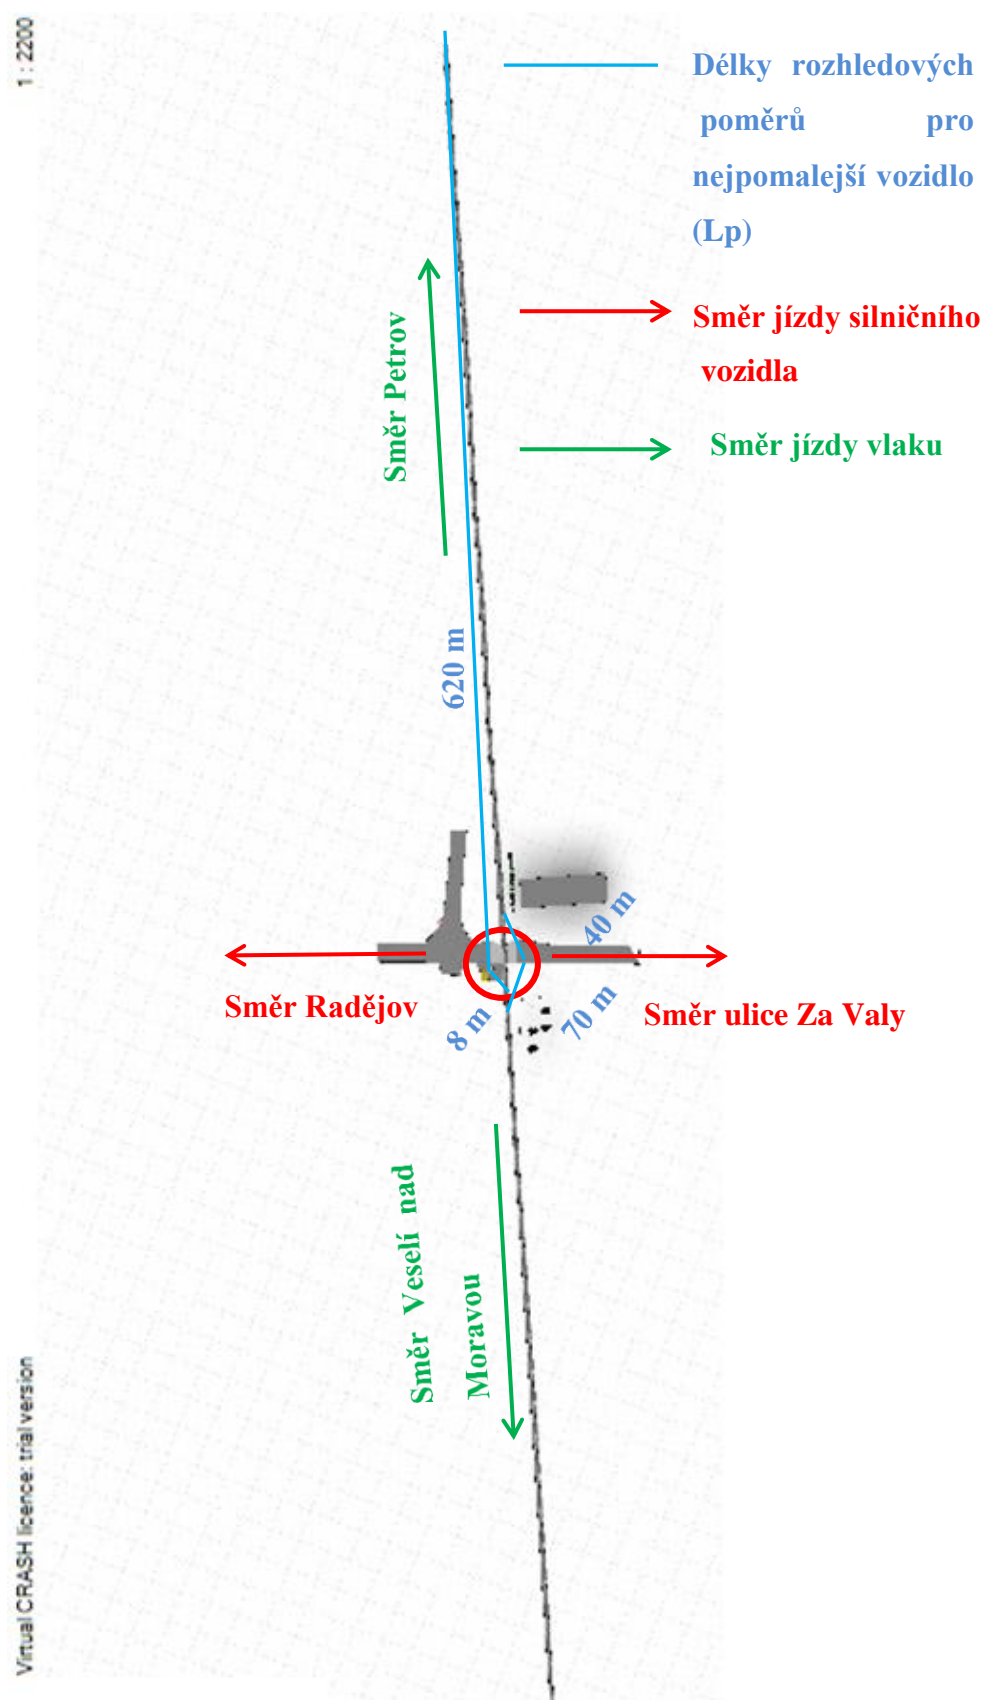 1 : 2200
Délky rozhledových
poměrů pro
nejpomalejší vozidlo
(Lp)
Směr jízdy silničního
vozidla
Směr jízdy vlaku
Směr Petrov
620 m
40 m
Směr Radějov
8 m
70 m
Směr ulice Za Valy
Směr Veselí nad
Moravou
Virtual CRASH licence: trial version